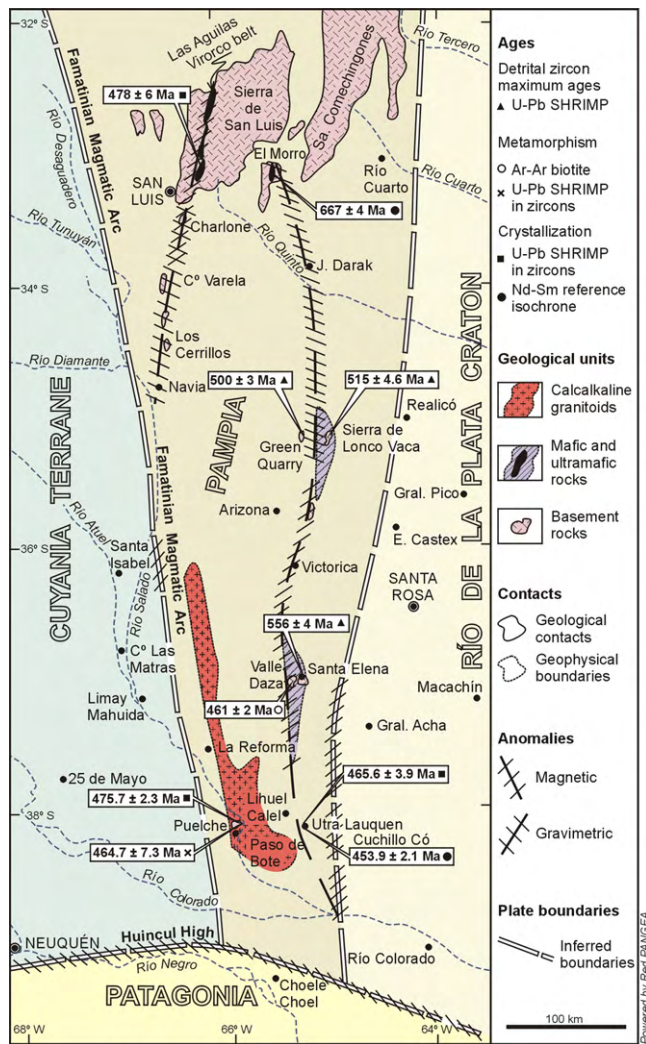 32° S
34° S
36° S
38° S
68° W
66° W
64° W
Las Aguilas
Virorco belt
478 ± 6 Ma ■
Sierra
de
San Luis
Sa Comechingones
Río Tercero
Famatinian Magmatic Arc
Río Desaguadero
El Morro
Río
Cuarto
Río Cuarto
SAN
LUIS
667 ± 4 Ma ●
Río Tunuyán
Charlone
Río Quinto
J. Darak
Cº Varela
Los
Cerrillos
Río Diamante
Navia
500 ± 3 Ma ▲
515 ± 4.6 Ma ▲
Realicó
PAMPIA
Green
Quarry
Sierra de
Lonco Vaca
CUYANIA TERRANE
RÍO DE LA PLATA CRATON
Gral. Pico
Arizona
E. Castex
Río Atuel
Famatinian Magmatic Arc
Santa
Isabel
Victorica
SANTA
ROSA
Río Salado
556 ± 4 Ma ▲
Cº Las
Matras
Valle
Daza
Santa Elena
Macachín
Limay
Mahuida
461 ± 2 Ma ○
Gral. Acha
La Reforma
25 de Mayo
465.6 ± 3.9 Ma ■
475.7 ± 2.3 Ma ■
Lihuel
Calel
Puelche
Utra-Lauquen
Cuchillo Có
464.7 ± 7.3 Ma ×
Paso de
Bote
453.9 ± 2.1 Ma ●
Río Colorado
NEUQUÉN
Huincul High
Río Colorado
Río Negro
PATAGONIA
Choele
Choel
Ages
Detrital zircon
maximum ages
▲ U-Pb SHRIMP
Metamorphism
○ Ar-Ar biotite
× U-Pb SHRIMP
in zircons
Crystallization
■ U-Pb SHRIMP
in zircons
● Nd-Sm reference
isochrone
Geological units
Calcalkaline
granitoids
Mafic and
ultramafic
rocks
Basement
rocks
Contacts
Geological
contacts
Geophysical
boundaries
Anomalies
Magnetic
Gravimetric
Plate boundaries
Inferred
boundaries
100 km
Powered by Red PANGEA